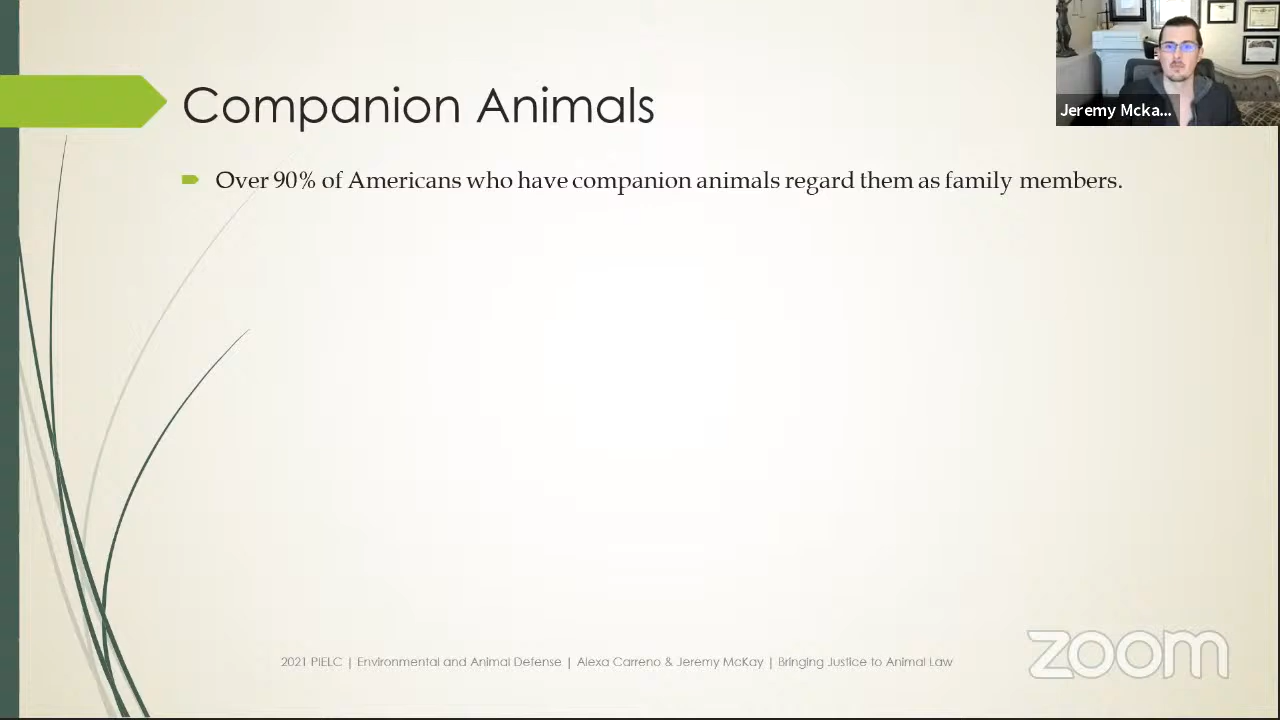 Companion Animals
Over 90% of Americans who have companion animals regard them as family members.
Jeremy Mcka...
2021 PIELC | Environmental and Animal Defense | Alexa Carreno & Jeremy McKay | Bringing Justice to Animal Law
zoom